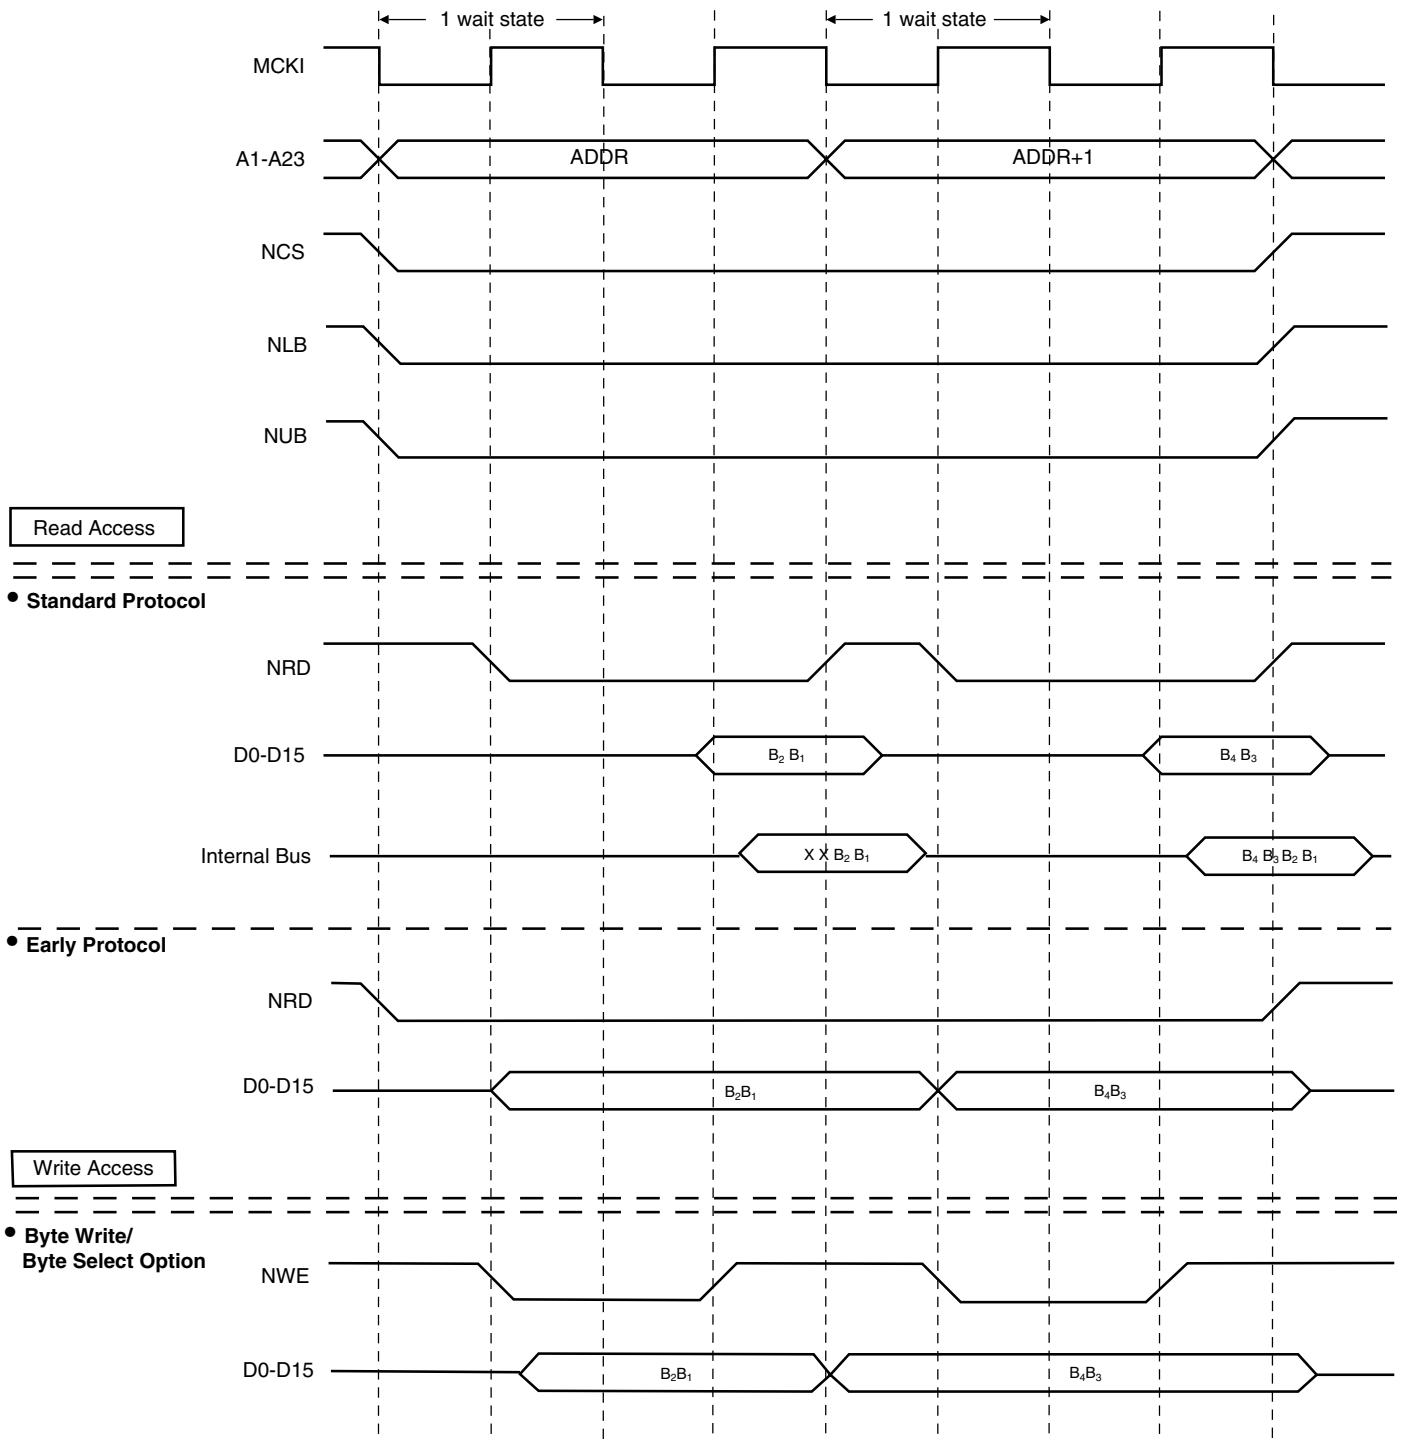 1 wait state 1 wait state
MCKI
A1-A23 ADDR ADDR+1
NCS
NLB
NUB
Read Access
• Standard Protocol
NRD
D0-D15 B₂ B₁ B₄ B₃
Internal Bus X X B₂ B₁ B₄ B₃ B₂ B₁
• Early Protocol
NRD
D0-D15 B₂B₁ B₄B₃
Write Access
• Byte Write/
Byte Select Option
NWE
D0-D15 B₂B₁ B₄B₃